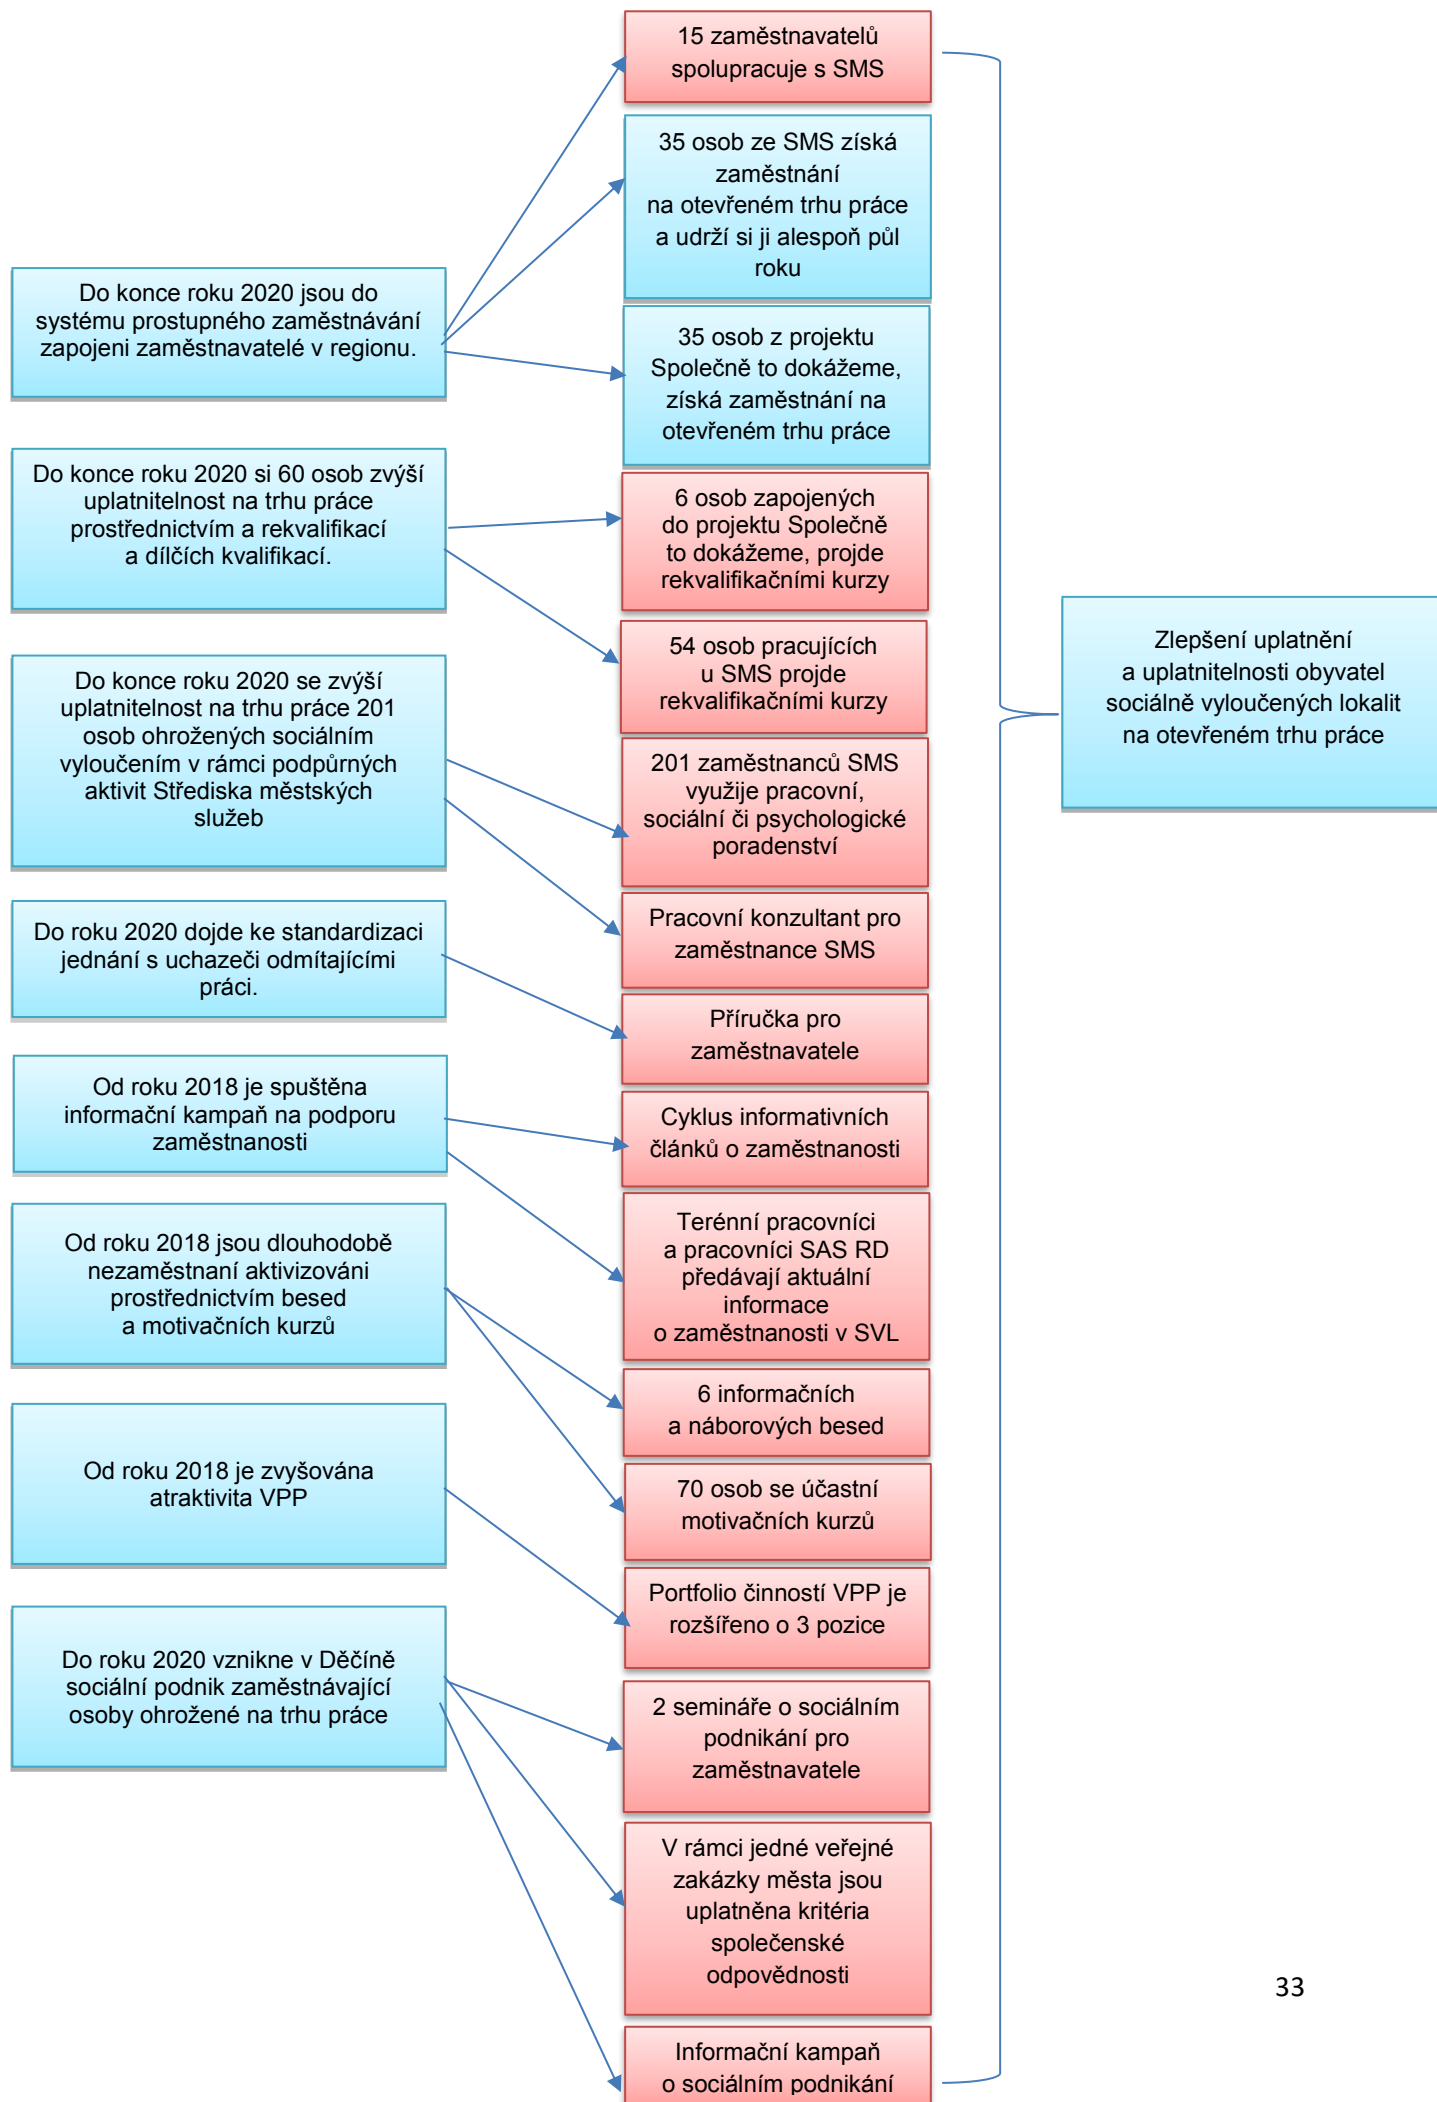 15 zaměstnavatelů
spolupracuje s SMS
35 osob ze SMS získá
zaměstnání
na otevřeném trhu práce
a udrží si ji alespoň půl
roku
Do konce roku 2020 jsou do
systému prostupného zaměstnávání
zapojeni zaměstnavatelé v regionu.
35 osob z projektu
Společně to dokážeme,
získá zaměstnání na
otevřeném trhu práce
Do konce roku 2020 si 60 osob zvýší
uplatnitelnost na trhu práce
prostřednictvím a rekvalifikací
a dílčích kvalifikací.
6 osob zapojených
do projektu Společně
to dokážeme, projde
rekvalifikačními kurzy
54 osob pracujících
u SMS projde
rekvalifikačními kurzy
Zlepšení uplatnění
a uplatnitelnosti obyvatel
sociálně vyloučených lokalit
na otevřeném trhu práce
Do konce roku 2020 se zvýší
uplatnitelnost na trhu práce 201
osob ohrožených sociálním
vyloučením v rámci podpůrných
aktivit Střediska městských
služeb
201 zaměstnanců SMS
využije pracovní,
sociální či psychologické
poradenství
Pracovní konzultant pro
zaměstnance SMS
Do roku 2020 dojde ke standardizaci
jednání s uchazeči odmítajícími
práci.
Příručka pro
zaměstnavatele
Od roku 2018 je spuštěna
informační kampaň na podporu
zaměstnanosti
Cyklus informativních
článků o zaměstnanosti
Terénní pracovníci
a pracovníci SAS RD
předávají aktuální
informace
o zaměstnanosti v SVL
Od roku 2018 jsou dlouhodobě
nezaměstnaní aktivizováni
prostřednictvím besed
a motivačních kurzů
6 informačních
a náborových besed
70 osob se účastní
motivačních kurzů
Od roku 2018 je zvyšována
atraktivita VPP
Portfolio činností VPP je
rozšířeno o 3 pozice
Do roku 2020 vznikne v Děčíně
sociální podnik zaměstnávající
osoby ohrožené na trhu práce
2 semináře o sociálním
podnikání pro
zaměstnavatele
V rámci jedné veřejné
zakázky města jsou
uplatněna kritéria
společenské
odpovědnosti
Informační kampaň
o sociálním podnikání
33